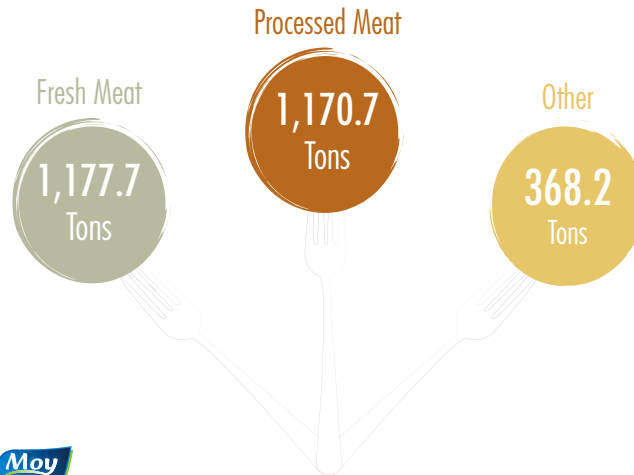 Processed Meat
1,170.7
Tons
Fresh Meat
1,177.7
Tons
Other
368.2
Tons
Moy